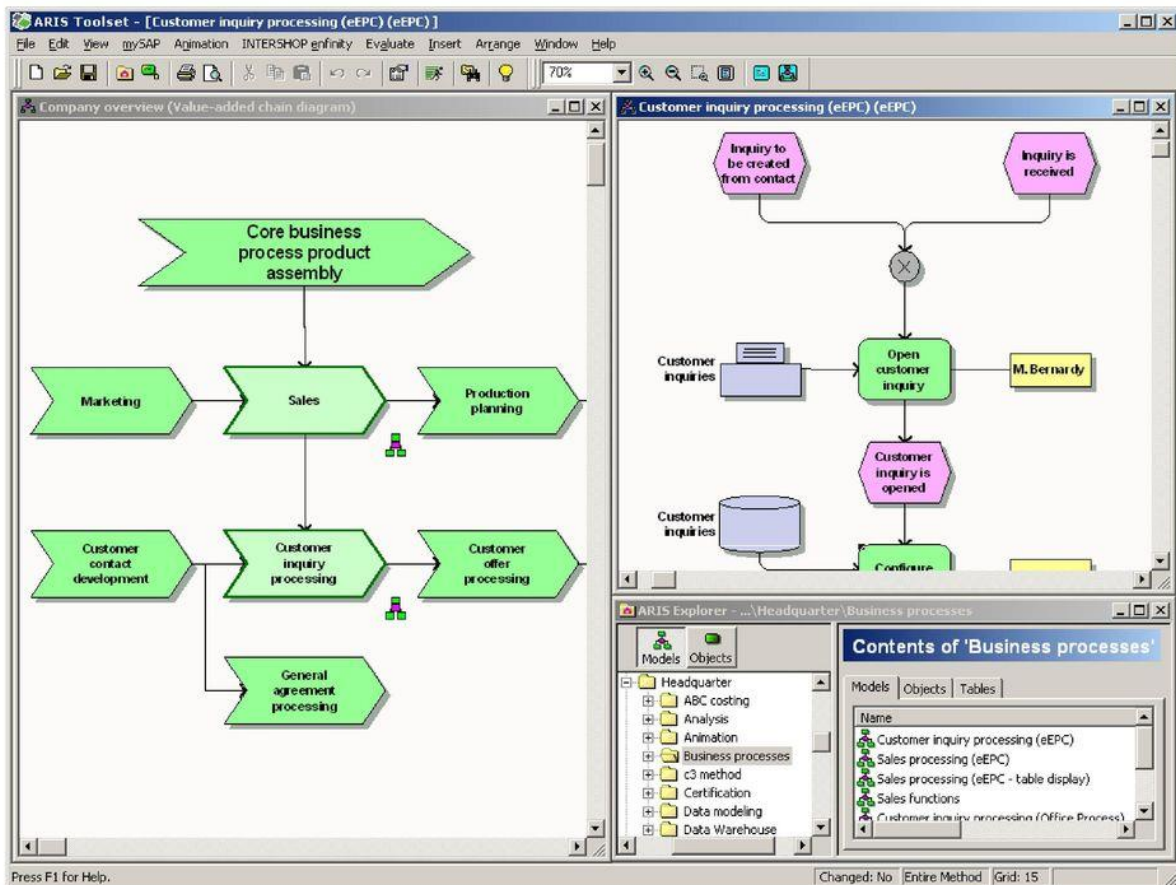 ARIS Toolset - [Customer inquiry processing (eEPC) (eEPC) ]
File Edit View mySAP Animation INTERSHOP enfinity Evaluate Insert Arrange Window Help
70%
Company overview (Value-added chain diagram)
Core business
process product
assembly
Marketing
Sales
Production
planning
Customer
contact
development
Customer
inquiry
processing
Customer
offer
processing
General
agreement
processing
Customer inquiry processing (eEPC) (eEPC)
Inquiry to
be created
from contact
Inquiry is
received
Customer
inquiries
Open
customer
inquiry
M. Bernardy
Customer
inquiry is
opened
Customer
inquiries
Configure
ARIS Explorer - ...\Headquarter\Business processes
Models Objects
Headquarter
ABC costing
Analysis
Animation
Business processes
c3 method
Certification
Data modeling
Data Warehouse
Contents of 'Business processes'
Models Objects Tables
Name
Customer inquiry processing (eEPC)
Sales processing (eEPC)
Sales processing (eEPC - table display)
Sales functions
Customer inquiry processing (Office Process)
Press F1 for Help.
Changed: No Entire Method Grid: 15